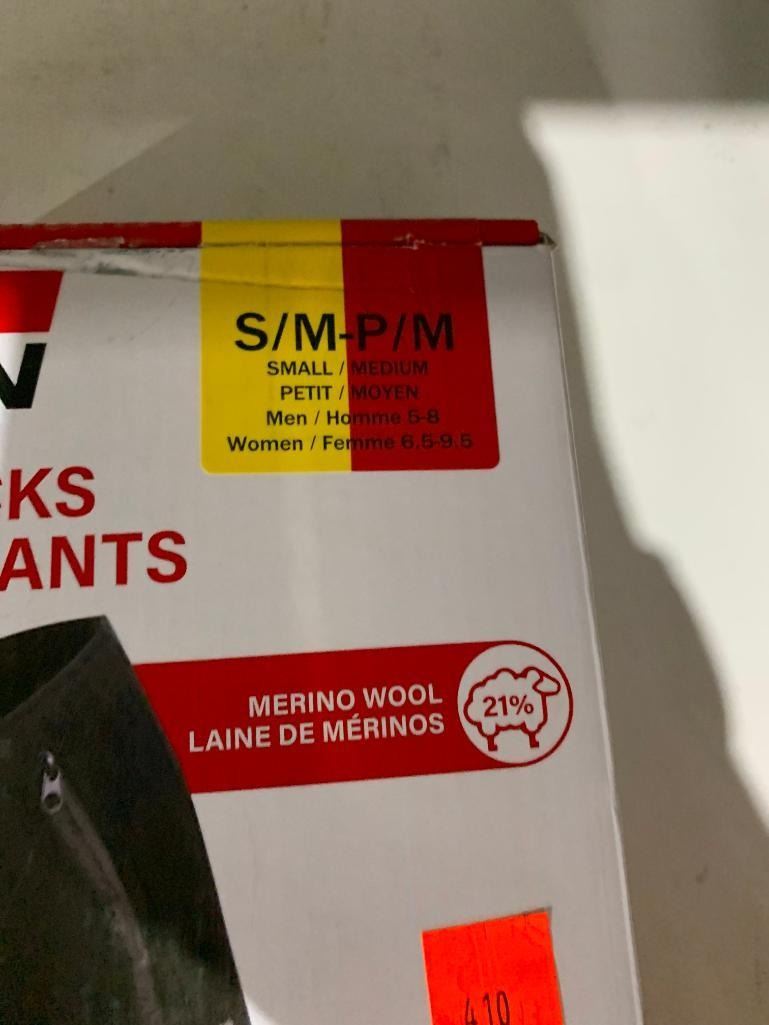 N
S/M-P/M
SMALL / MEDIUM
PETIT / MOYEN
Men / Homme 5-8
Women / Femme 6.5-9.5
CKS
ANTS
MERINO WOOL
LAINE DE MÉRINOS
21%
410